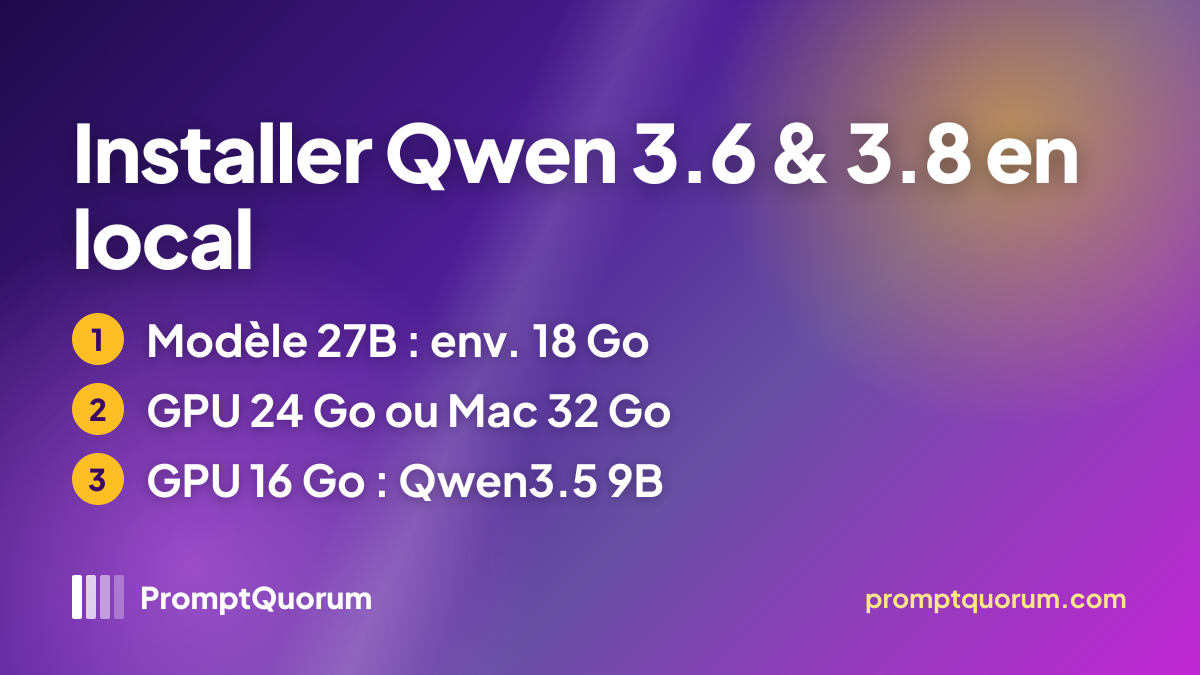 Installer Qwen 3.6 & 3.8 en
local
1 Modèle 27B : env. 18 Go
2 GPU 24 Go ou Mac 32 Go
3 GPU 16 Go : Qwen3.5 9B
PromptQuorum
promptquorum.com